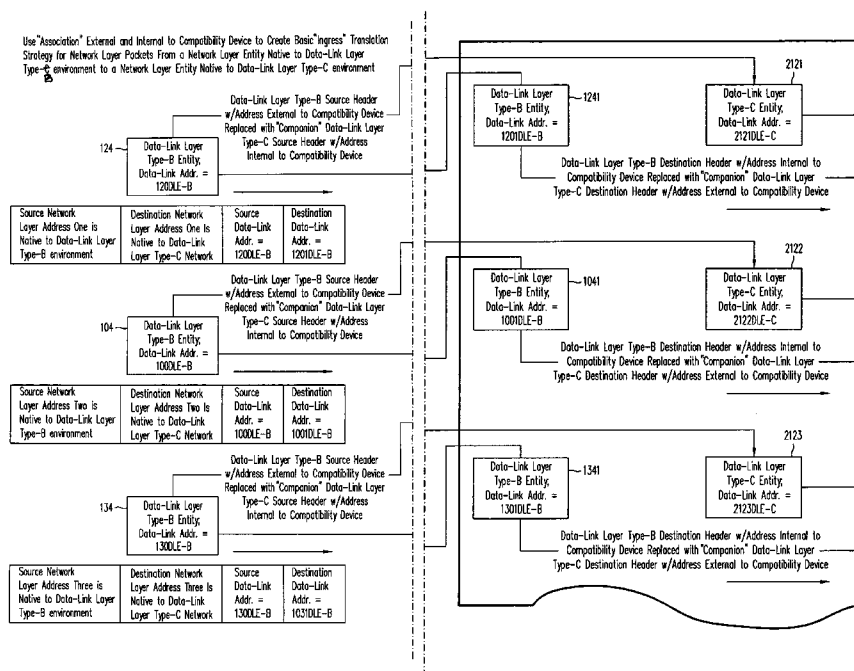 Use "Association" External and Internal to Compatibility Device to Create Basic "Ingress" Translation
Strategy for Network Layer Packets From a Network Layer Entity Native to Data-Link Layer
Type-C environment to a Network Layer Entity Native to Data-Link Layer Type-C environment
B
Data-Link Layer Type-B Source Header
w/Address External to Compatibility Device
Replaced with "Companion" Data-Link Layer
Type-C Source Header w/Address
Internal to Compatibility Device
124
Data-Link Layer
Type-B Entity,
Data-Link Addr. =
120DLE-B
Source Network
Layer Address One is
Native to Data-Link Layer
Type-B environment
Destination Network
Layer Address One Is
Native to Data-Link
Layer Type-C Network
Source
Data-Link
Addr. =
120DLE-B
Destination
Data-Link
Addr. =
1201DLE-B
Data-Link Layer Type-B Source Header
w/Address External to Compatibility Device
Replaced with "Companion" Data-Link Layer
Type-C Source Header w/Address
Internal to Compatibility Device
104
Data-Link Layer
Type-B Entity,
Data-Link Addr. =
100DLE-B
Source Network
Layer Address Two is
Native to Data-Link Layer
Type-B environment
Destination Network
Layer Address Two Is
Native to Data-Link
Layer Type-C Network
Source
Data-Link
Addr. =
100DLE-B
Destination
Data-Link
Addr. =
1001DLE-B
Data-Link Layer Type-B Source Header
w/Address External to Compatibility Device
Replaced with "Companion" Data-Link Layer
Type-C Source Header w/Address
Internal to Compatibility Device
134
Data-Link Layer
Type-B Entity,
Data-Link Addr. =
130DLE-B
Source Network
Layer Address Three is
Native to Data-Link Layer
Type-B environment
Destination Network
Layer Address Three Is
Native to Data-Link
Layer Type-C Network
Source
Data-Link
Addr. =
130DLE-B
Destination
Data-Link
Addr. =
1031DLE-B
1241
Data-Link Layer
Type-B Entity,
Data-Link Addr. =
1201DLE-B
2121
Data-Link Layer
Type-C Entity,
Data-Link Addr. =
2121DLE-C
Data-Link Layer Type-B Destination Header w/Address Internal to
Compatibility Device Replaced with "Companion" Data-Link Layer
Type-C Destination Header w/Address External to Compatibility Device
1041
Data-Link Layer
Type-B Entity,
Data-Link Addr. =
1001DLE-B
2122
Data-Link Layer
Type-C Entity,
Data-Link Addr. =
2122DLE-C
Data-Link Layer Type-B Destination Header w/Address Internal to
Compatibility Device Replaced with "Companion" Data-Link Layer
Type-C Destination Header w/Address External to Compatibility Device
1341
Data-Link Layer
Type-B Entity,
Data-Link Addr. =
1301DLE-B
2123
Data-Link Layer
Type-C Entity,
Data-Link Addr. =
2123DLE-C
Data-Link Layer Type-B Destination Header w/Address Internal to
Compatibility Device Replaced with "Companion" Data-Link Layer
Type-C Destination Header w/Address External to Compatibility Device